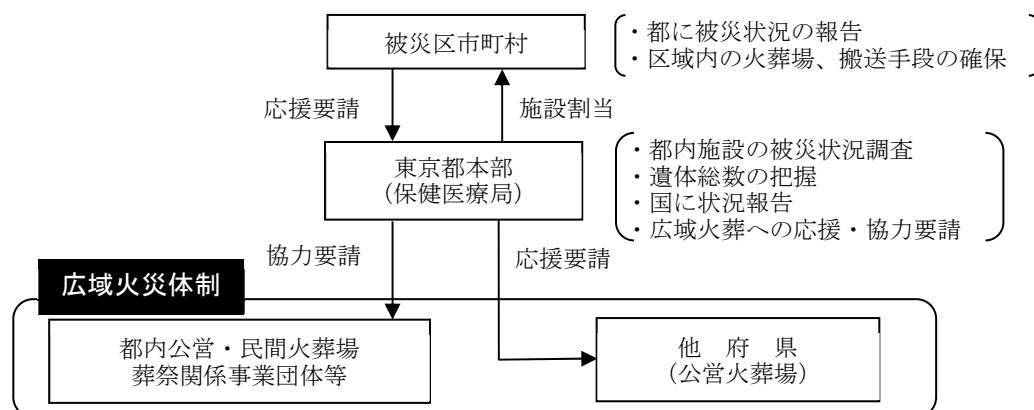 被災区市町村
・都に被災状況の報告
・区域内の火葬場、搬送手段の確保
応援要請
施設割当
東京都本部
(保健医療局)
・都内施設の被災状況調査
・遺体総数の把握
・国に状況報告
・広域火葬への応援・協力要請
協力要請
応援要請
広域火災体制
都内公営・民間火葬場
葬祭関係事業団体等
他 府 県
(公営火葬場)